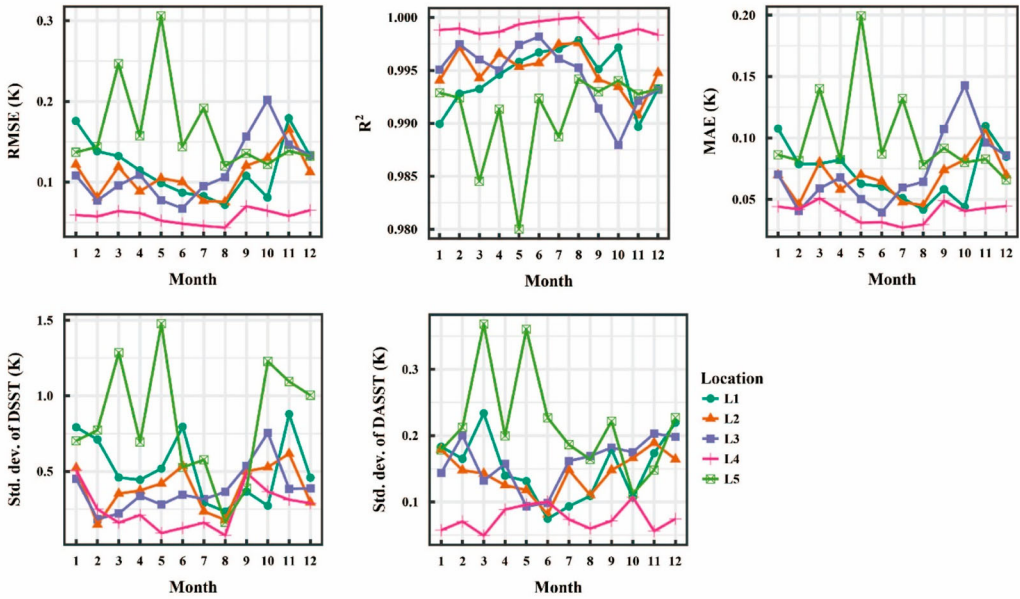 RMSE (K)
0.3
0.2
0.1
1 2 3 4 5 6 7 8 9 10 11 12
Month
R²
1.000
0.995
0.990
0.985
0.980
1 2 3 4 5 6 7 8 9 10 11 12
Month
MAE (K)
0.20
0.15
0.10
0.05
1 2 3 4 5 6 7 8 9 10 11 12
Month
Std. dev. of DSST (K)
1.5
1.0
0.5
1 2 3 4 5 6 7 8 9 10 11 12
Month
Std. dev. of DASST (K)
0.3
0.2
0.1
1 2 3 4 5 6 7 8 9 10 11 12
Month
Location
L1
L2
L3
L4
L5